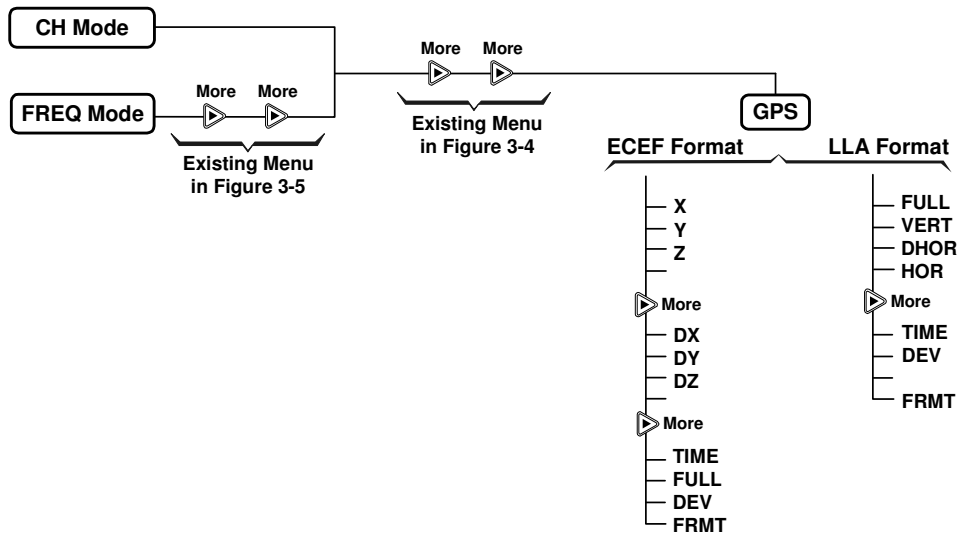 CH Mode
More More
FREQ Mode
More More
Existing Menu
in Figure 3-5
Existing Menu
in Figure 3-4
GPS
ECEF Format
X
Y
Z
More
DX
DY
DZ
More
TIME
FULL
DEV
FRMT
LLA Format
FULL
VERT
DHOR
HOR
More
TIME
DEV
FRMT